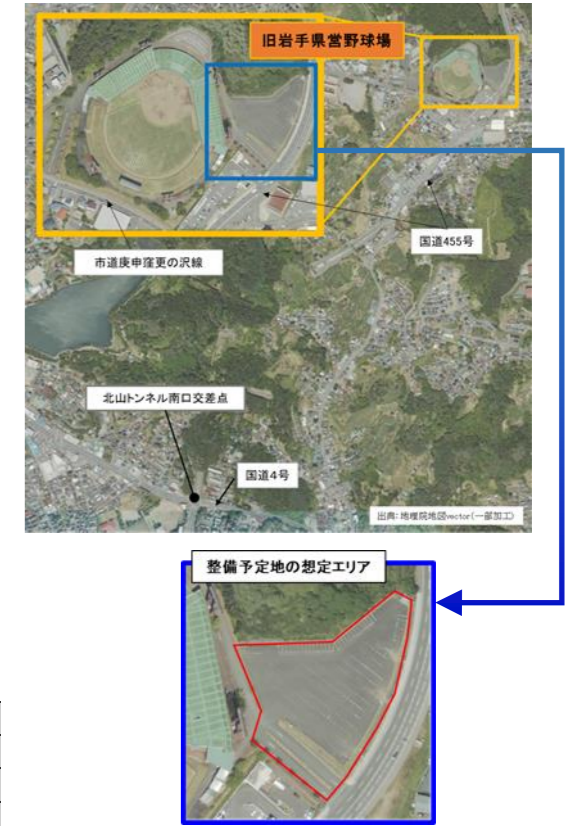 旧岩手県営野球場
国道455号
市道庚申窪更の沢線
北山トンネル南口交差点
国道4号
出典:地理院地図vector(一部加工)
整備予定地の想定エリア